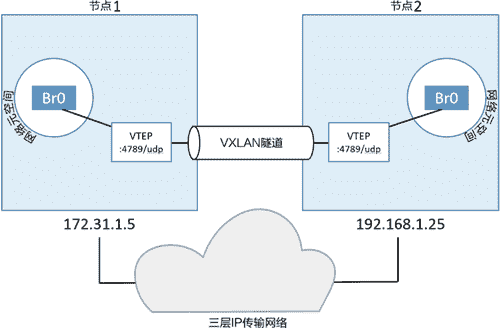 节点1
节点2
Br0
网络元空间
VTEP
:4789/udp
VXLAN隧道
VTEP
:4789/udp
Br0
网络元空间
172.31.1.5
192.168.1.25
三层IP传输网络